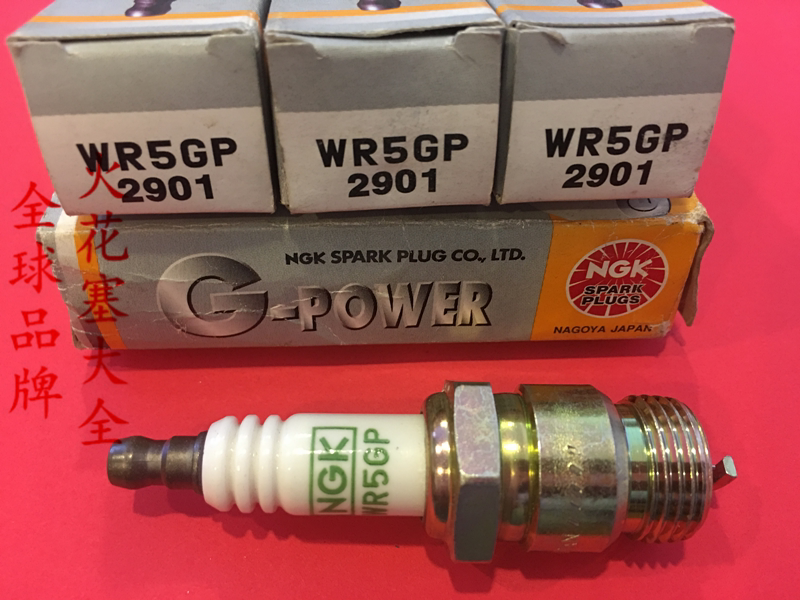 WR5GP
2901
WR5GP
2901
WR5GP
2901
NGK SPARK PLUG CO., LTD.
G-POWER
NGK
SPARK
PLUGS
NAGOYA JAPAN
NGK
WR5GP
全球品牌
火花塞大全